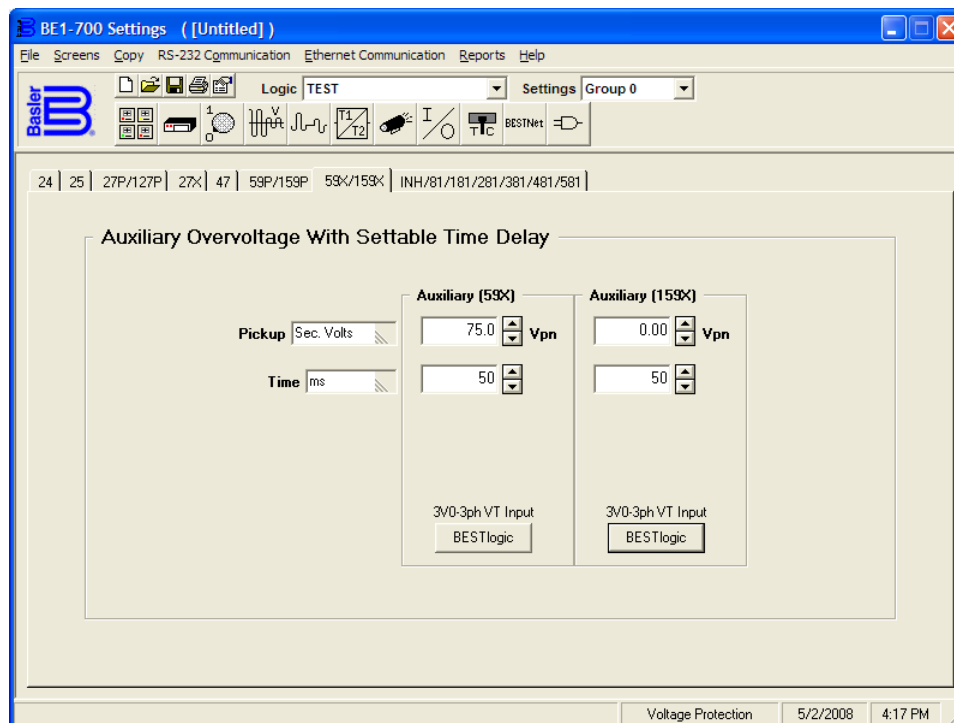 BE1-700 Settings ( [Untitled] )
File Screens Copy RS-232 Communication Ethernet Communication Reports Help
Basler
Logic TEST Settings Group 0
1 0 V T1 T2 I O T T C BESTNet
24 25 27P/127P 27X 47 59P/159P 59X/159X INH/81/181/281/381/481/581
Auxiliary Overvoltage With Settable Time Delay
Auxiliary (59X) Auxiliary (159X)
Pickup Sec. Volts 75.0 Vpn 0.00 Vpn
Time ms 50 50
3V0-3ph VT Input 3V0-3ph VT Input
BESTlogic BESTlogic
Voltage Protection 5/2/2008 4:17 PM